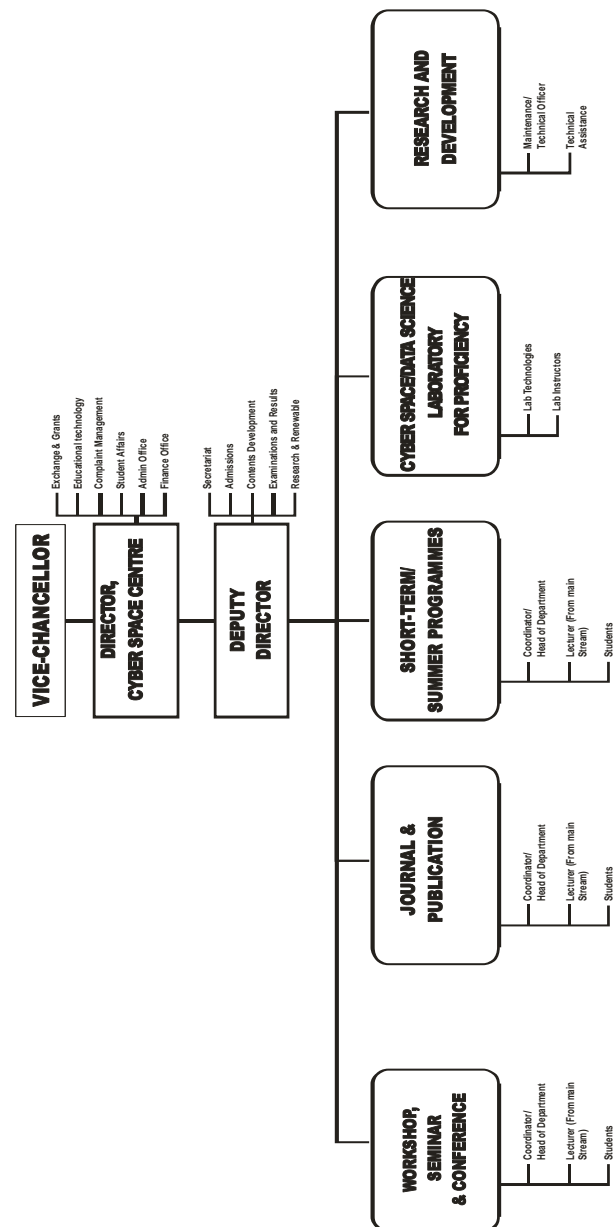 VICE-CHANCELLOR
DIRECTOR,
CYBER SPACE CENTRE
Exchange & Grants
Educational technology
Complaint Management
Student Affairs
Admin Office
Finance Office
DEPUTY
DIRECTOR
Secretariat
Admissions
Contents Development
Examinations and Results
Research & Renewable
WORKSHOP,
SEMINAR
& CONFERENCE
Coordinator/
Head of Department
Lecturer (From main
Stream)
Students
JOURNAL &
PUBLICATION
Coordinator/
Head of Department
Lecturer (From main
Stream)
Students
SHORT-TERM/
SUMMER PROGRAMMES
Coordinator/
Head of Department
Lecturer (From main
Stream)
Students
CYBER SPACE/DATA SCIENCE
LABORATORY
FOR PROFICIENCY
Lab Technologies
Lab Instructors
RESEARCH AND
DEVELOPMENT
Maintenance/
Technical Officer
Technical
Assistance